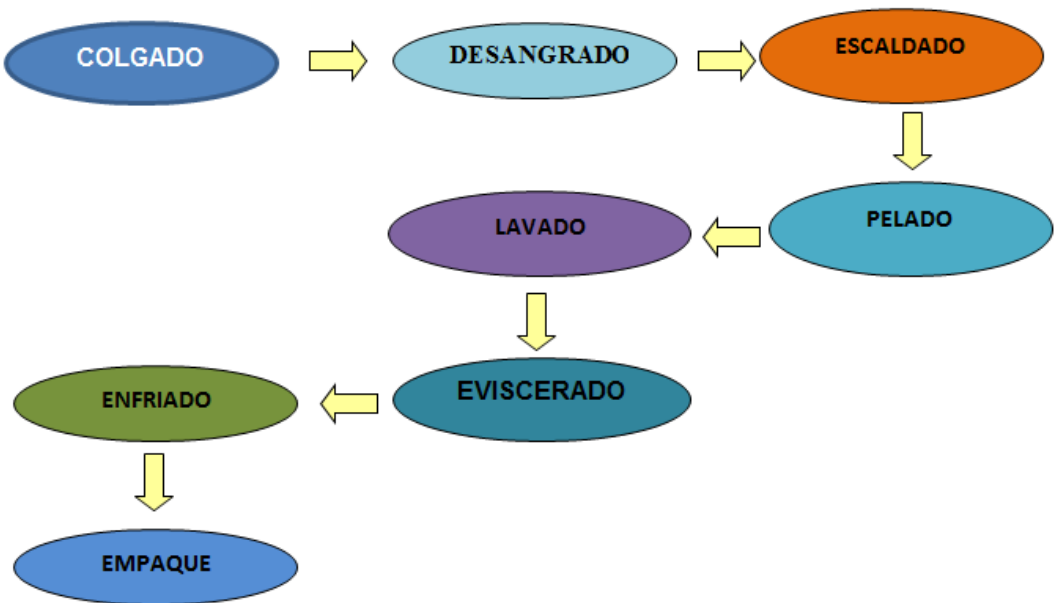 COLGADO
DESANGRADO
ESCALDADO
PELADO
LAVADO
EVISCERADO
ENFRIADO
EMPAQUE